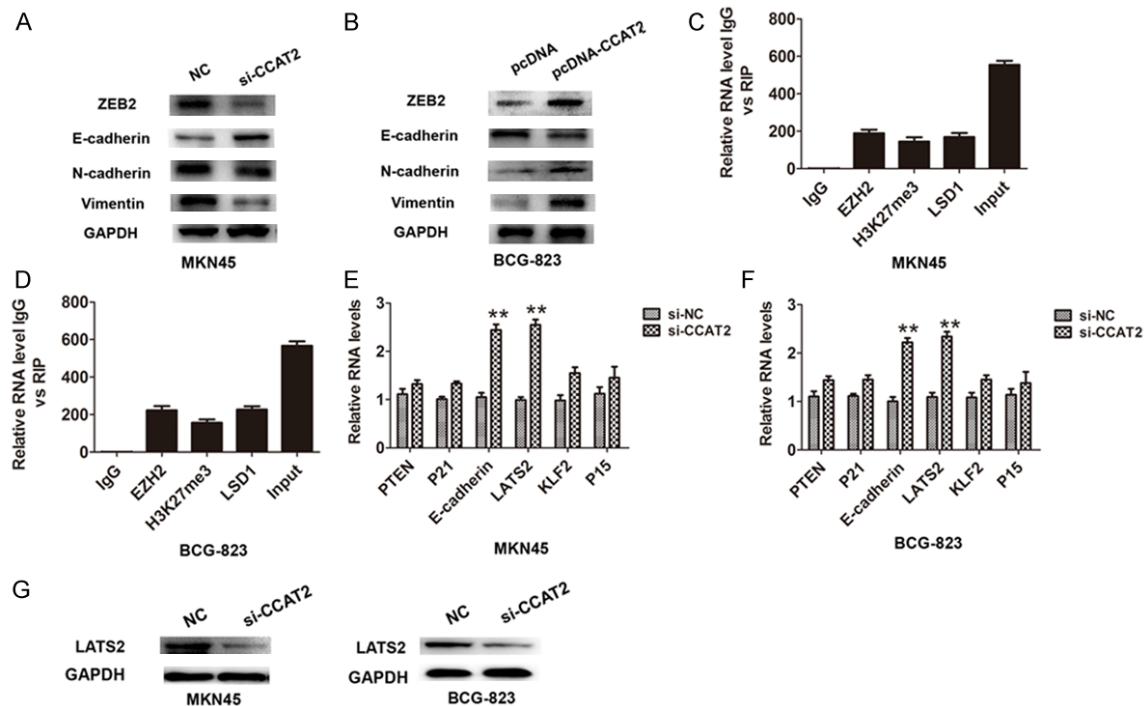 A
NC si-CCAT2
ZEB2
E-cadherin
N-cadherin
Vimentin
GAPDH
MKN45
B
pcDNA pcDNA-CCAT2
ZEB2
E-cadherin
N-cadherin
Vimentin
GAPDH
BCG-823
C
Relative RNA level IgG
vs RIP
800
600
400
200
0
IgG EZH2 H3K27me3 LSD1 Input
MKN45
D
Relative RNA level IgG
vs RIP
800
600
400
200
0
IgG EZH2 H3K27me3 LSD1 Input
BCG-823
E
Relative RNA levels
3
2
1
0
** **
si-NC
si-CCAT2
PTEN P21 E-cadherin LATS2 KLF2 P15
MKN45
F
Relative RNA levels
3
2
1
0
** **
si-NC
si-CCAT2
PTEN P21 E-cadherin LATS2 KLF2 P15
BCG-823
G
NC si-CCAT2
LATS2
GAPDH
MKN45
NC si-CCAT2
LATS2
GAPDH
BCG-823